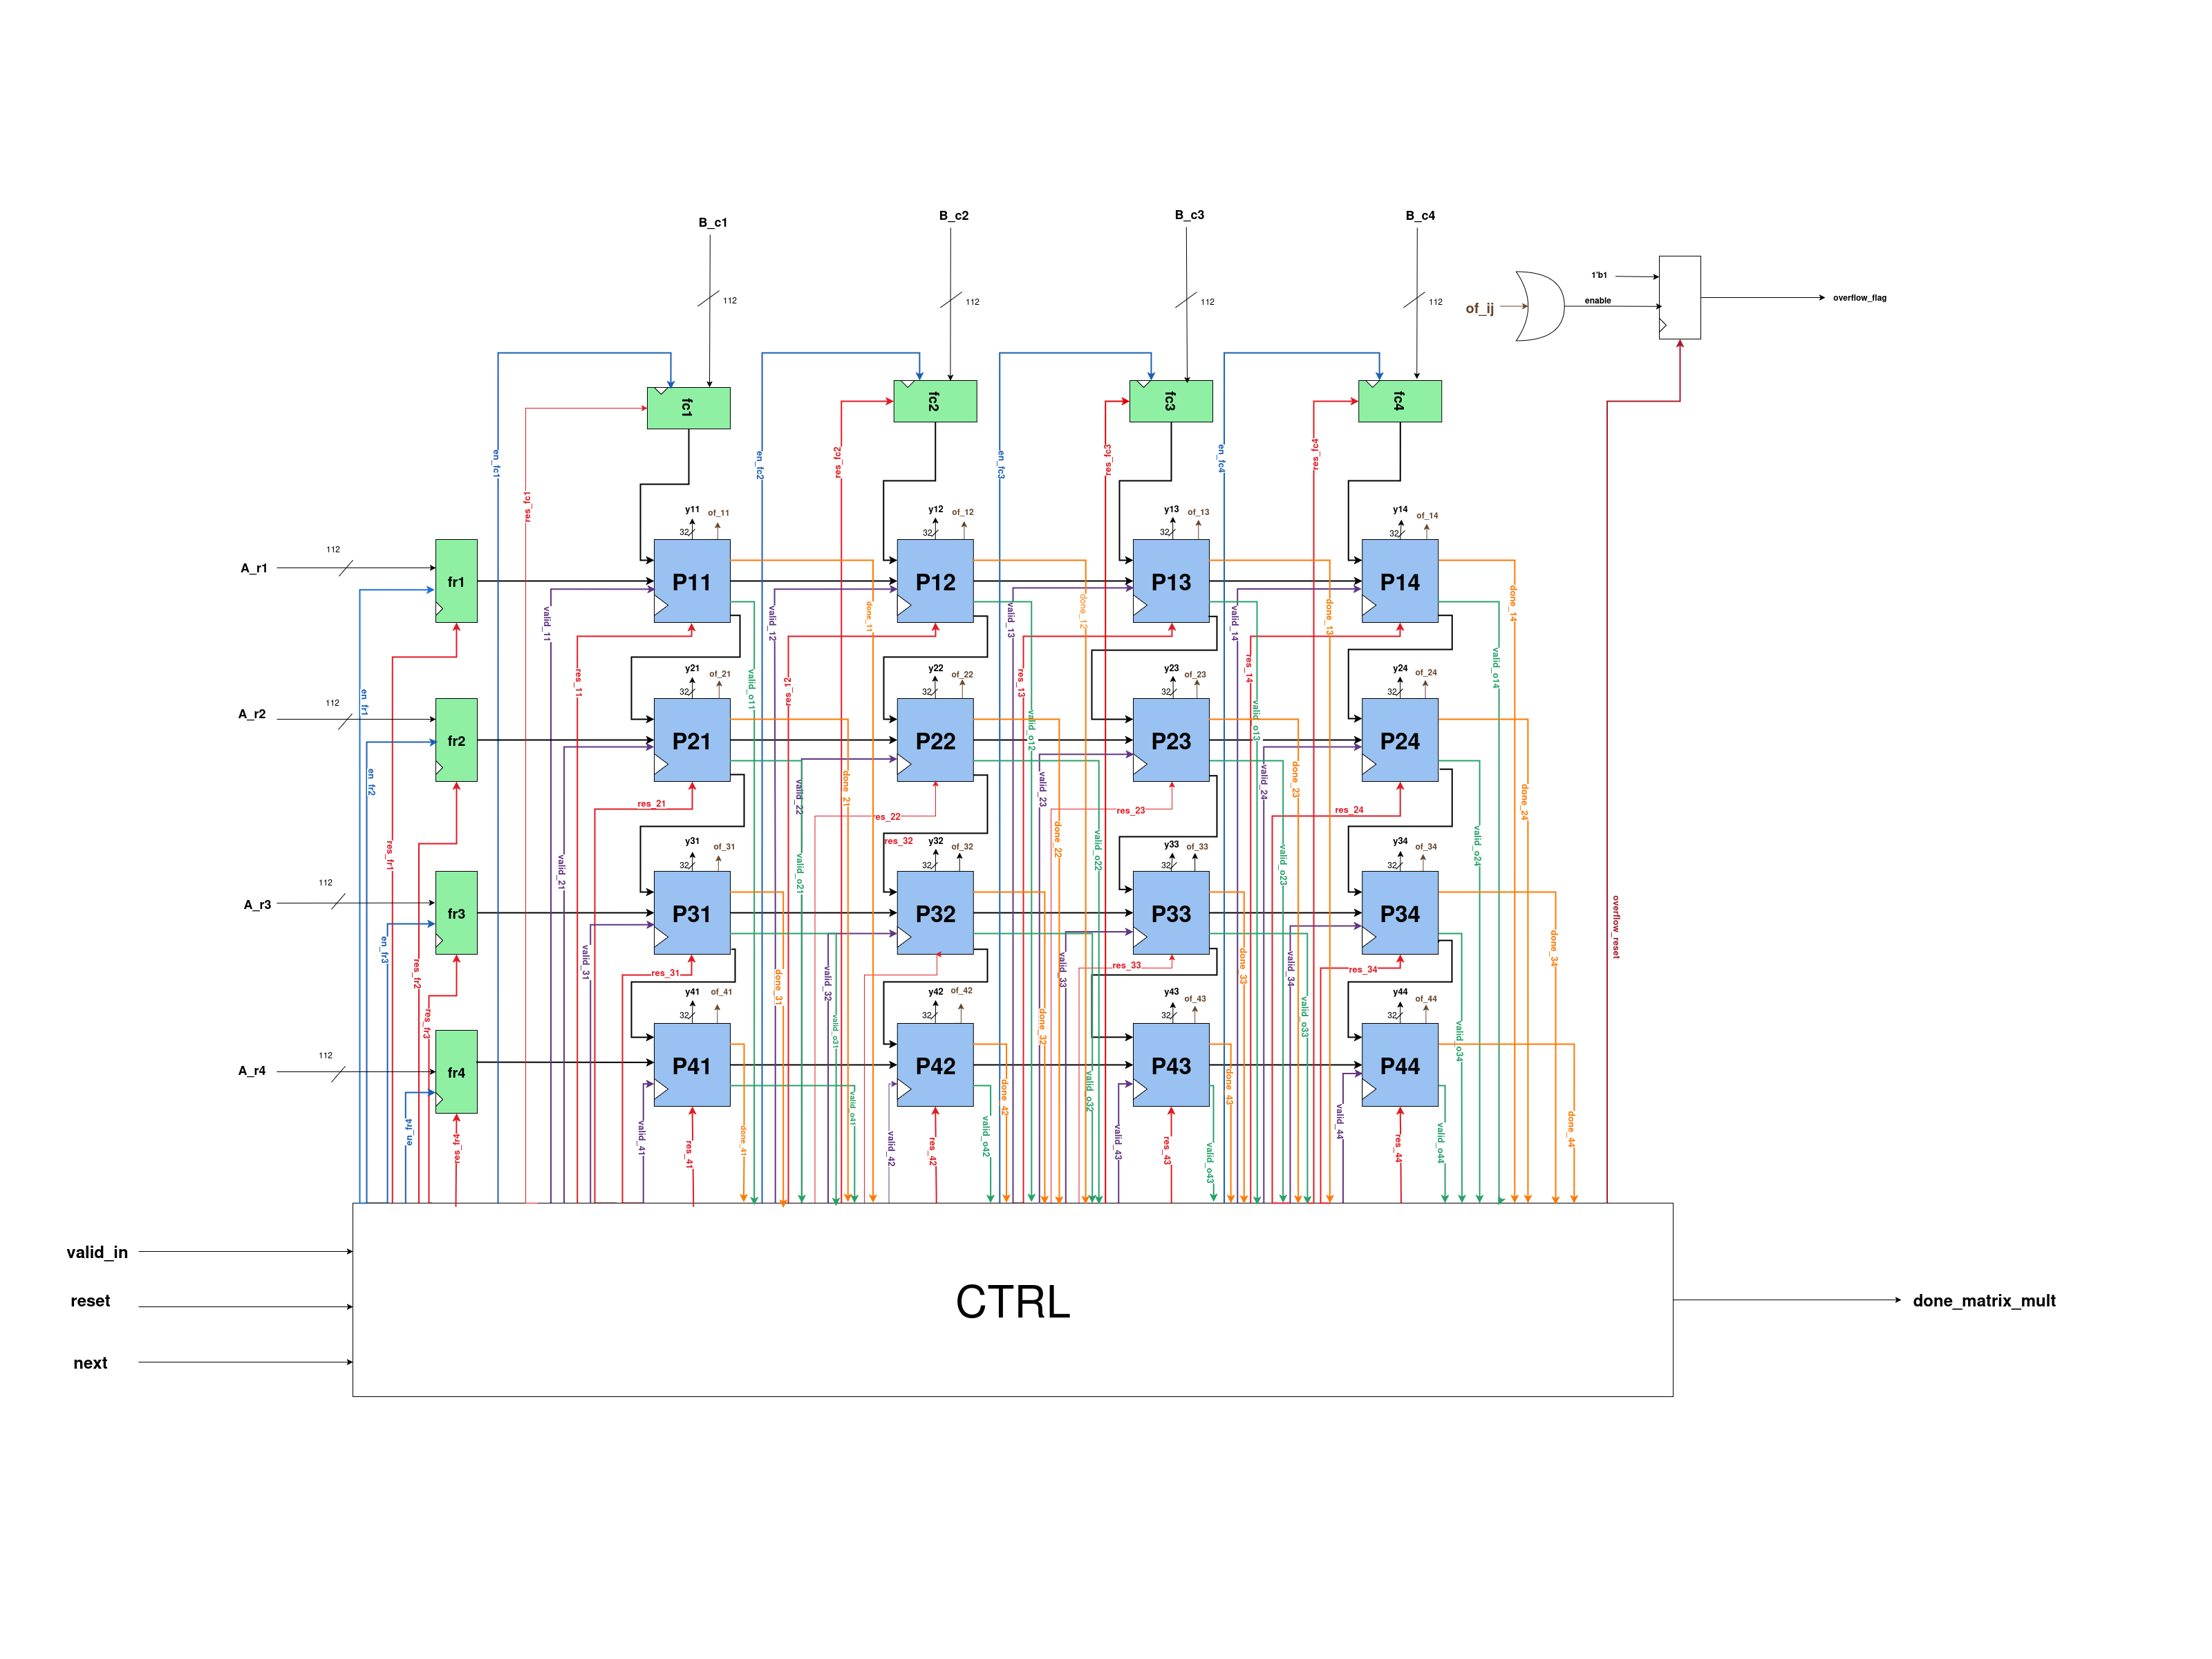 B_c1
B_c2
B_c3
B_c4
112
112
112
112
1'b1
enable
of_ij
overflow_flag
fc1
fc2
fc3
fc4
en_fc1
res_fc1
en_fc2
res_fc2
en_fc3
res_fc3
en_fc4
res_fc4
y11
of_11
32
y12
of_12
32
y13
of_13
32
y14
of_14
32
A_r1
112
fr1
P11
P12
P13
P14
valid_11
res_11
done_11
valid_o11
valid_12
res_12
done_12
valid_o12
valid_13
res_13
done_13
valid_o13
valid_14
res_14
done_14
valid_o14
y21
of_21
32
y22
of_22
32
y23
of_23
32
y24
of_24
32
en_fr1
A_r2
112
fr2
P21
P22
P23
P24
en_fr2
res_fr1
valid_21
res_21
done_21
valid_o21
valid_22
res_22
done_22
valid_o22
valid_23
res_23
done_23
valid_o23
valid_24
res_24
done_24
valid_o24
y31
of_31
32
res_32
y32
of_32
32
y33
of_33
32
y34
of_34
32
A_r3
112
fr3
P31
P32
P33
P34
overflow_reset
en_fr3
res_fr2
valid_31
res_31
done_31
valid_o31
valid_32
done_32
valid_o32
valid_33
res_33
done_33
valid_o33
valid_34
res_34
done_34
valid_o34
y41
of_41
32
y42
of_42
32
y43
of_43
32
y44
of_44
32
res_fr3
A_r4
112
fr4
P41
P42
P43
P44
en_fr4
res_fr4
valid_41
res_41
done_41
valid_o41
valid_42
res_42
valid_o42
done_42
valid_43
res_43
valid_o43
done_43
valid_44
res_44
valid_o44
done_44
valid_in
reset
next
CTRL
done_matrix_mult